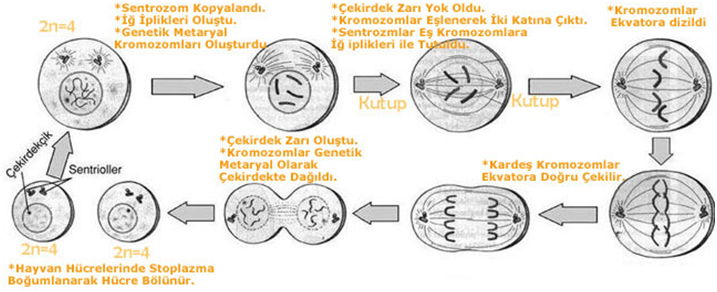 2n=4
*Sentrozom Kopyalandı.
*İğ İplikleri Oluştu.
*Genetik Metaryal
Kromozomları Oluşturdu
*Çekirdek Zarı Yok Oldu.
*Kromozomlar Eşlenerek İki Katına Çıktı.
*Sentrozmlar Eş Kromozomlara
İğ iplikleri ile Tutuldu.
*Kromozomlar
Ekvatora dizildi
Kutup
Kutup
*Çekirdek Zarı Oluştu.
*Kromozomlar Genetik
Metaryal Olarak
Çekirdekte Dağıldı.
*Kardeş Kromozomlar
Ekvatora Doğru Çekilir.
Çekirdekçik
Sentrioller
2n=4
2n=4
*Hayvan Hücrelerinde Stoplazma
Boğumlanarak Hücre Bölünür.